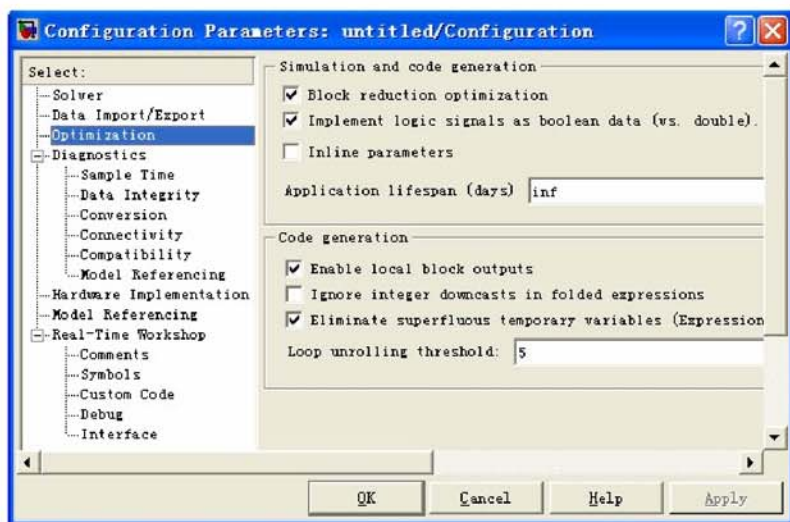 Configuration Parameters: untitled/Configuration
Select:
Solver
Data Import/Export
Optimization
Diagnostics
Sample Time
Data Integrity
Conversion
Connectivity
Compatibility
Model Referencing
Hardware Implementation
Model Referencing
Real-Time Workshop
Comments
Symbols
Custom Code
Debug
Interface
Simulation and code generation
Block reduction optimization
Implement logic signals as boolean data (vs. double).
Inline parameters
Application lifespan (days) inf
Code generation
Enable local block outputs
Ignore integer downcasts in folded expressions
Eliminate superfluous temporary variables (Expression
Loop unrolling threshold: 5
OK Cancel Help Apply